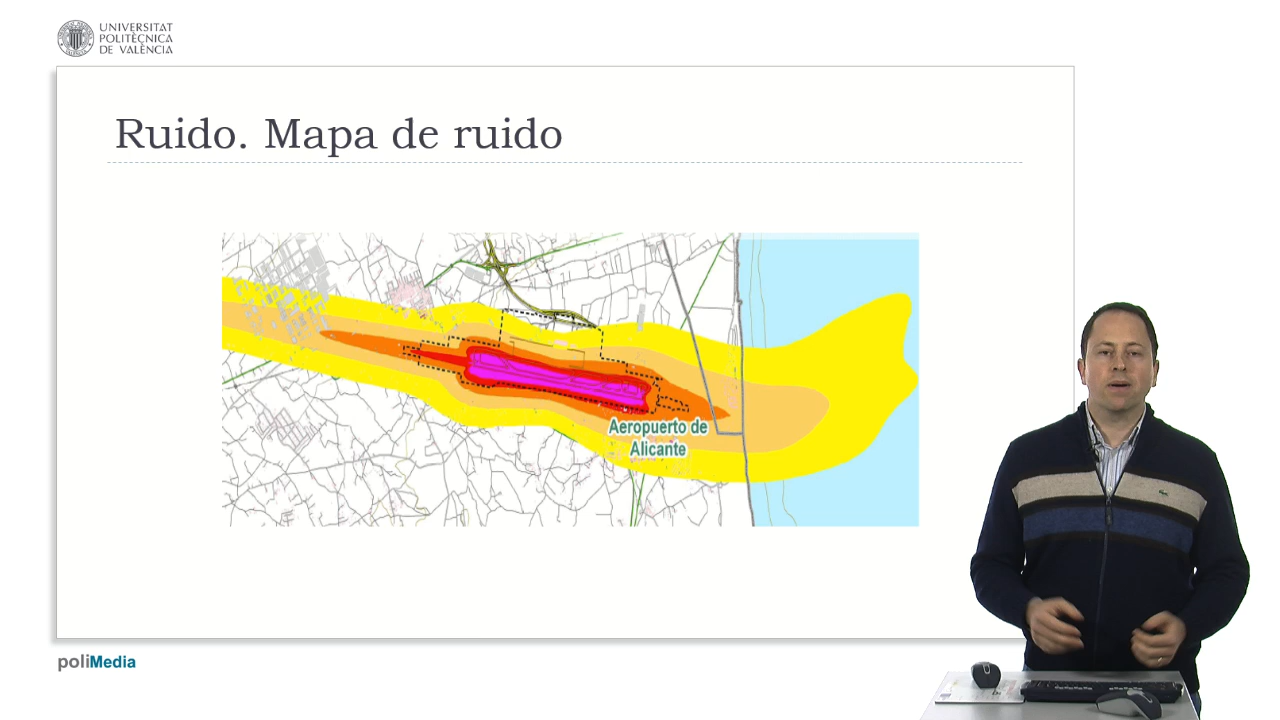 UNIVERSITAT
POLITÈCNICA
DE VALÈNCIA
Ruido. Mapa de ruido
Aeropuerto de
Alicante
poliMedia